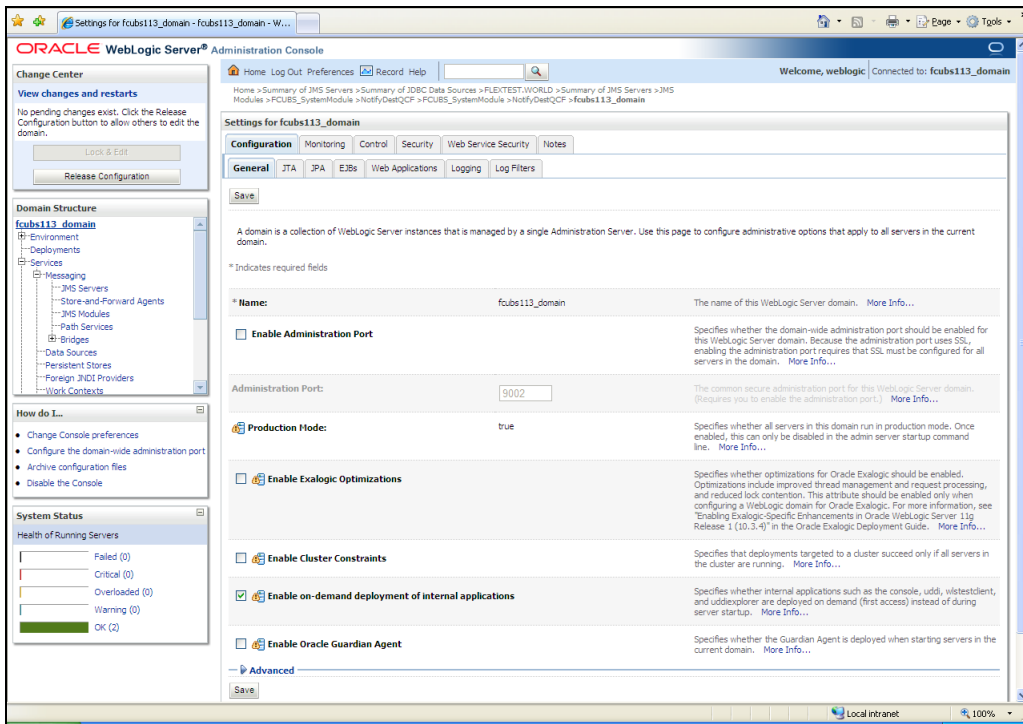 Settings for fcubs113_domain - fcubs113_domain - W...
Page
Tools
ORACLE WebLogic Server® Administration Console
Change Center
View changes and restarts
No pending changes exist. Click the Release
Configuration button to allow others to edit the
domain.
Lock & Edit
Release Configuration
Domain Structure
fcubs113_domain
Environment
Deployments
Services
Messaging
JMS Servers
Store-and-Forward Agents
JMS Modules
Path Services
Bridges
Data Sources
Persistent Stores
Foreign JNDI Providers
Work Contexts
How do I...
Change Console preferences
Configure the domain-wide administration port
Archive configuration files
Disable the Console
System Status
Health of Running Servers
Failed (0)
Critical (0)
Overloaded (0)
Warning (0)
OK (2)
Home Log Out Preferences Record Help
Welcome, weblogic Connected to: fcubs113_domain
Home >Summary of JMS Servers >Summary of JDBC Data Sources >FLEXTEST.WORLD >Summary of JMS Servers >JMS
Modules >FCUBS_SystemModule >NotifyDestQCF >FCUBS_SystemModule >NotifyDestQCF >fcubs113_domain
Settings for fcubs113_domain
Configuration Monitoring Control Security Web Service Security Notes
General JTA JPA EJBs Web Applications Logging Log Filters
Save
A domain is a collection of WebLogic Server instances that is managed by a single Administration Server. Use this page to configure administrative options that apply to all servers in the current
domain.
* Indicates required fields
* Name: fcubs113_domain The name of this WebLogic Server domain. More Info...
Enable Administration Port
Specifies whether the domain-wide administration port should be enabled for
this WebLogic Server domain. Because the administration port uses SSL,
enabling the administration port requires that SSL must be configured for all
servers in the domain. More Info...
Administration Port: 9002
The common secure administration port for this WebLogic Server domain.
(Requires you to enable the administration port.) More Info...
Production Mode: true
Specifies whether all servers in this domain run in production mode. Once
enabled, this can only be disabled in the admin server startup command
line. More Info...
Enable Exalogic Optimizations
Specifies whether optimizations for Oracle Exalogic should be enabled.
Optimizations include improved thread management and request processing,
and reduced lock contention. This attribute should be enabled only when
configuring a WebLogic domain for Oracle Exalogic. For more information, see
"Enabling Exalogic-Specific Enhancements in Oracle WebLogic Server 11g
Release 1 (10.3.4)" in the Oracle Exalogic Deployment Guide. More Info...
Enable Cluster Constraints
Specifies that deployments targeted to a cluster succeed only if all servers in
the cluster are running. More Info...
Enable on-demand deployment of internal applications
Specifies whether internal applications such as the console, uddi, wlstestclient,
and uddiexplorer are deployed on demand (first access) instead of during
server startup. More Info...
Enable Oracle Guardian Agent
Specifies whether the Guardian Agent is deployed when starting servers in the
current domain. More Info...
Advanced
Save
Local intranet
100%